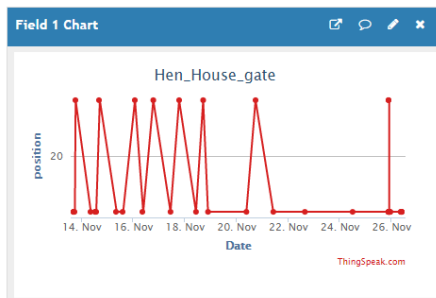 Field 1 Chart
Hen_House_gate
position
20
14. Nov 16. Nov 18. Nov 20. Nov 22. Nov 24. Nov 26. Nov
Date
ThingSpeak.com